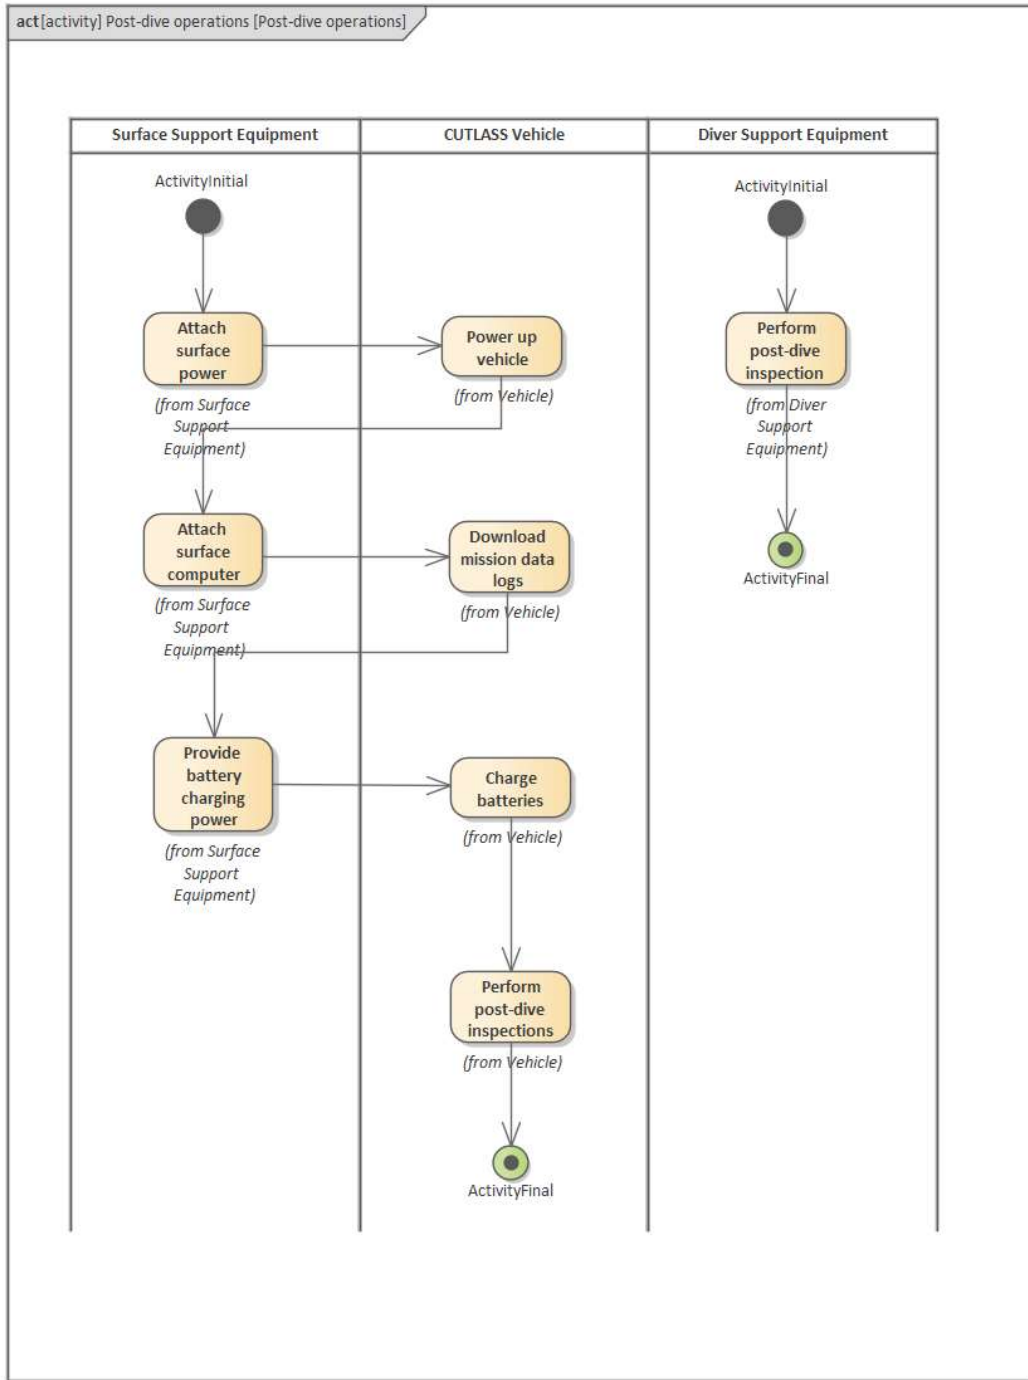 act [activity] Post-dive operations [Post-dive operations]
Surface Support Equipment
CUTLASS Vehicle
Diver Support Equipment
ActivityInitial
ActivityInitial
Attach
surface
power
(from Surface
Support
Equipment)
Power up
vehicle
(from Vehicle)
Perform
post-dive
inspection
(from Diver
Support
Equipment)
Attach
surface
computer
(from Surface
Support
Equipment)
Download
mission data
logs
(from Vehicle)
ActivityFinal
Provide
battery
charging
power
(from Surface
Support
Equipment)
Charge
batteries
(from Vehicle)
Perform
post-dive
inspections
(from Vehicle)
ActivityFinal